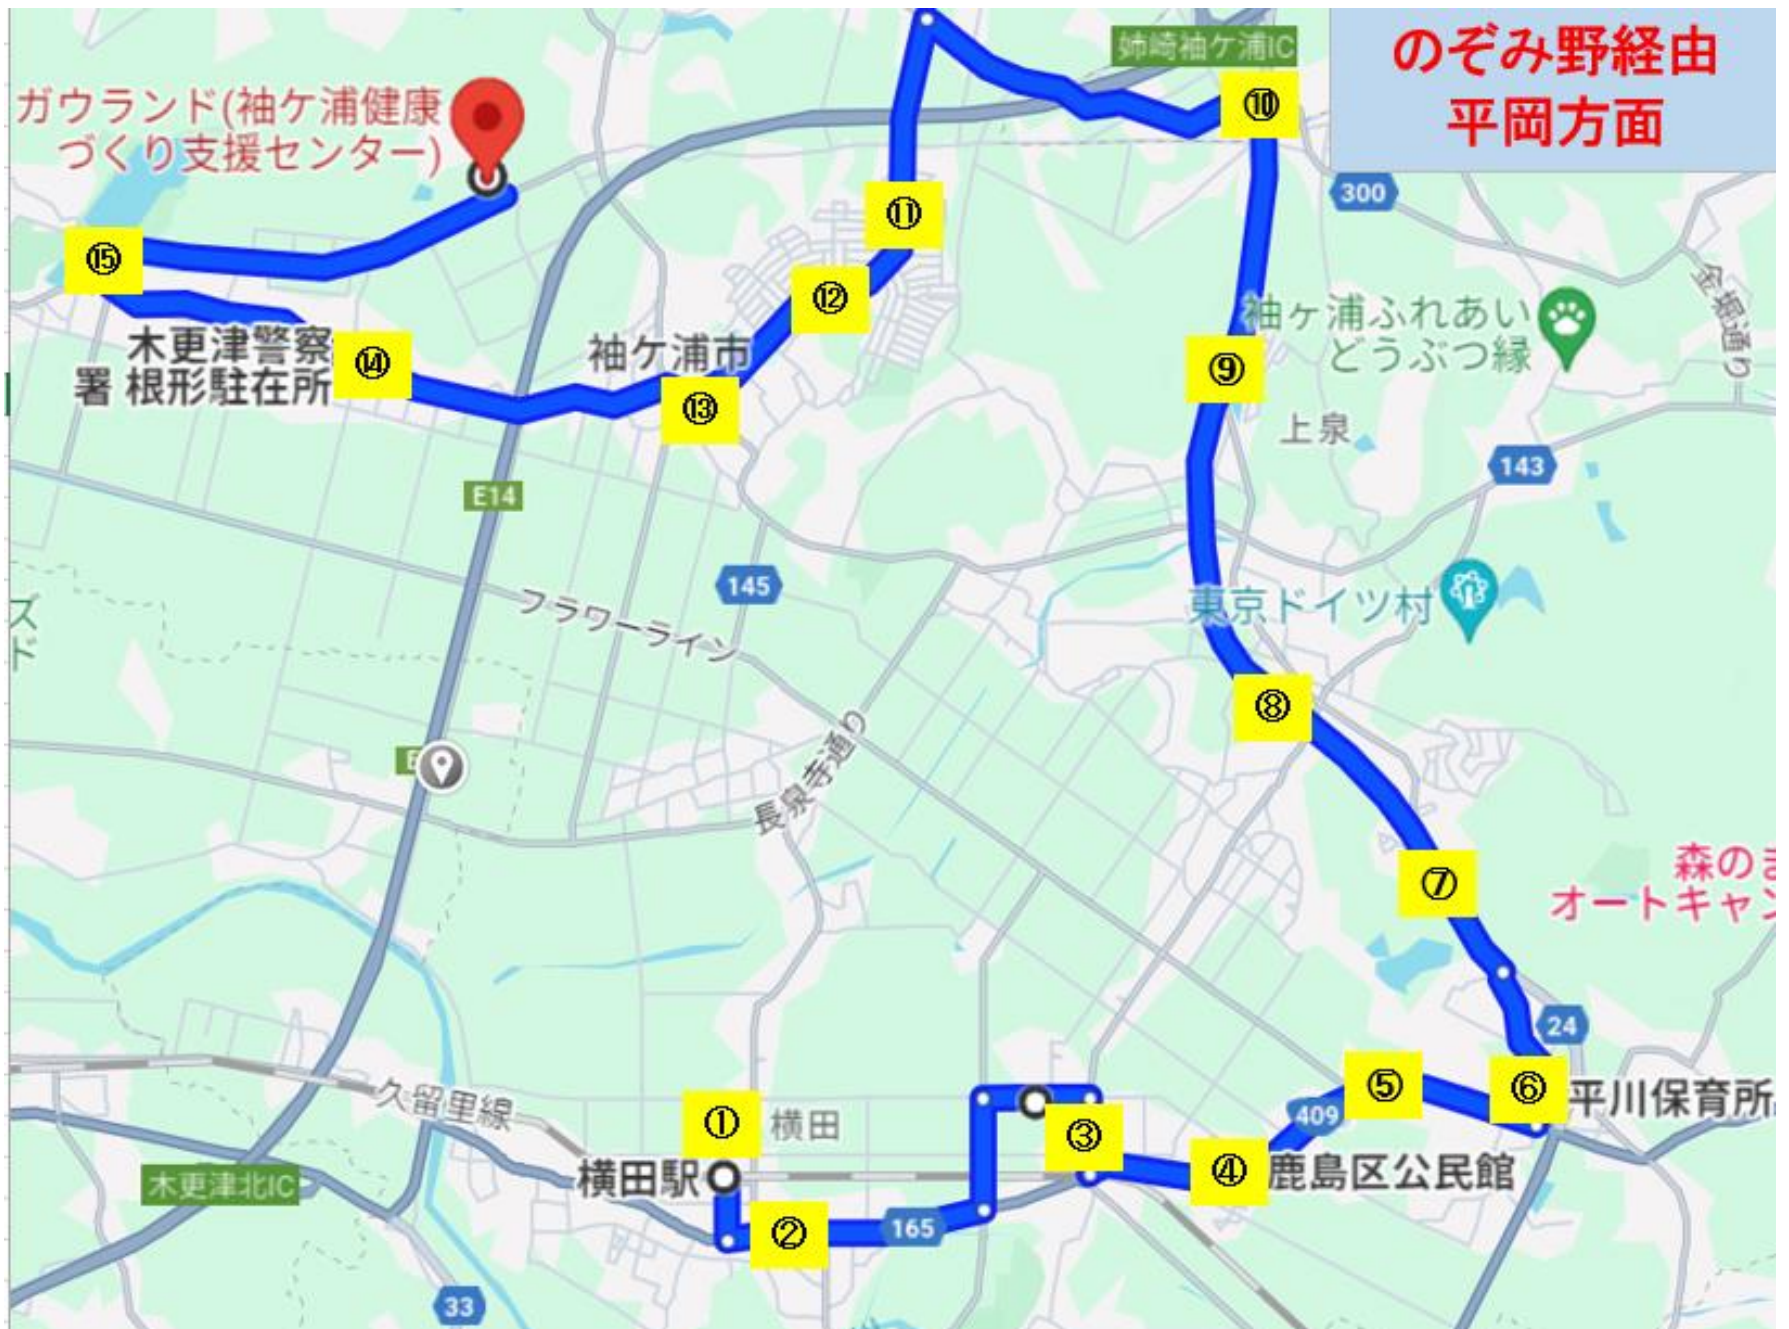 のぞみ野経由
平岡方面
姉崎袖ケ浦IC
⑩
ガウランド(袖ケ浦健康
づくり支援センター)
300
⑪
⑮
⑫
金堀通り
袖ヶ浦ふれあい
どうぶつ縁
木更津警察
署 根形駐在所
⑭
袖ケ浦市
⑬
⑨
上泉
143
E14
145
フラワーライン
東京ドイツ村
ズ
ド
⑧
長泉寺通り
E
⑦
森のま
オートキャン
24
久留里線
①
横田
③
409
⑤
⑥
平川保育所
木更津北IC
横田駅
④
鹿島区公民館
②
165
33